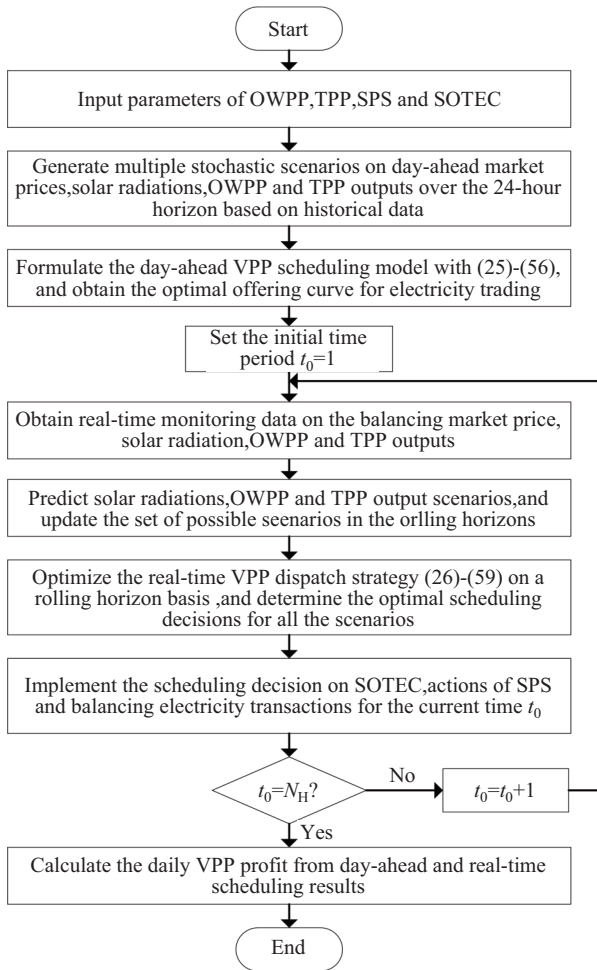 Start
Input parameters of OWPP,TPP,SPS and SOTEC
Generate multiple stochastic scenarios on day-ahead market
prices,solar radiations,OWPP and TPP outputs over the 24-hour
horizon based on historical data
Formulate the day-ahead VPP scheduling model with (25)-(56),
and obtain the optimal offering curve for electricity trading
Set the initial time
period t₀=1
Obtain real-time monitoring data on the balancing market price,
solar radiation,OWPP and TPP outputs
Predict solar radiations,OWPP and TPP output scenarios,and
update the set of possible seenarios in the orlling horizons
Optimize the real-time VPP dispatch strategy (26)-(59) on a
rolling horizon basis ,and determine the optimal scheduling
decisions for all the scenarios
Implement the scheduling decision on SOTEC,actions of SPS
and balancing electricity transactions for the current time t₀
t₀=N_H?
No
t₀=t₀+1
Yes
Calculate the daily VPP profit from day-ahead and real-time
scheduling results
End